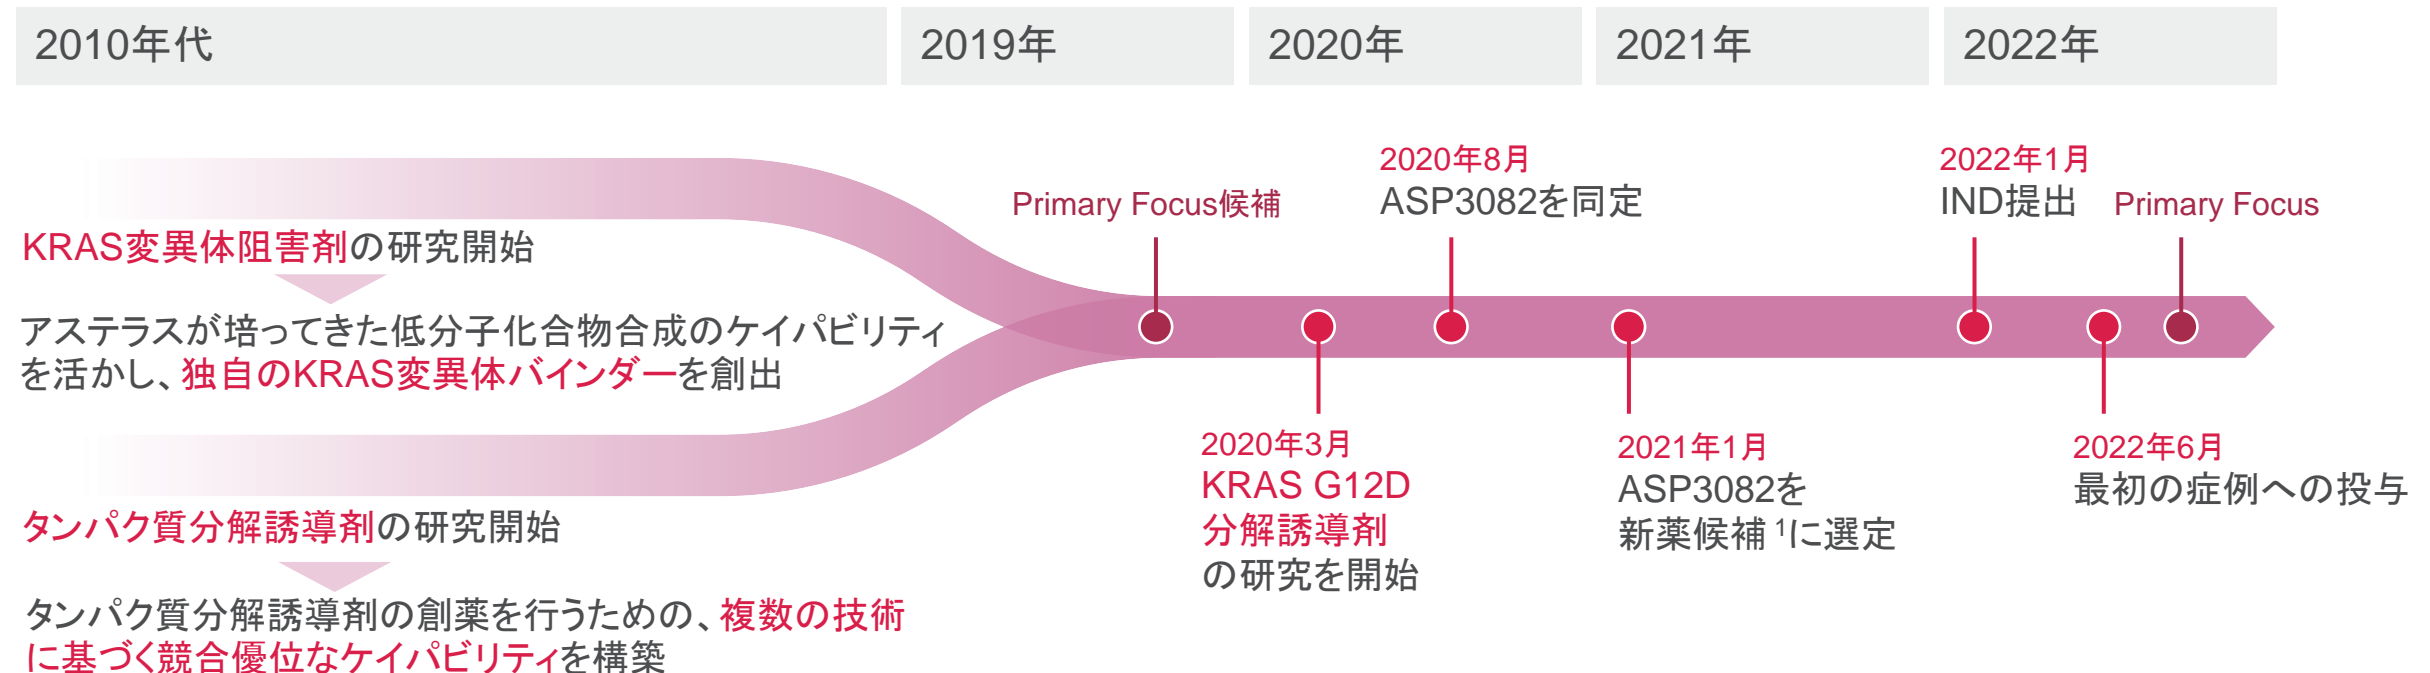 2010年代
2019年
2020年
2021年
2022年
KRAS変異体阻害剤の研究開始
アステラスが培ってきた低分子化合物合成のケイパビリティ
を活かし、独自のKRAS変異体バインダーを創出
タンパク質分解誘導剤の研究開始
タンパク質分解誘導剤の創薬を行うための、複数の技術
に基づく競合優位なケイパビリティを構築
Primary Focus候補
2020年3月
KRAS G12D
分解誘導剤
の研究を開始
2020年8月
ASP3082を同定
2021年1月
ASP3082を
新薬候補1に選定
2022年1月
IND提出
2022年6月
最初の症例への投与
Primary Focus